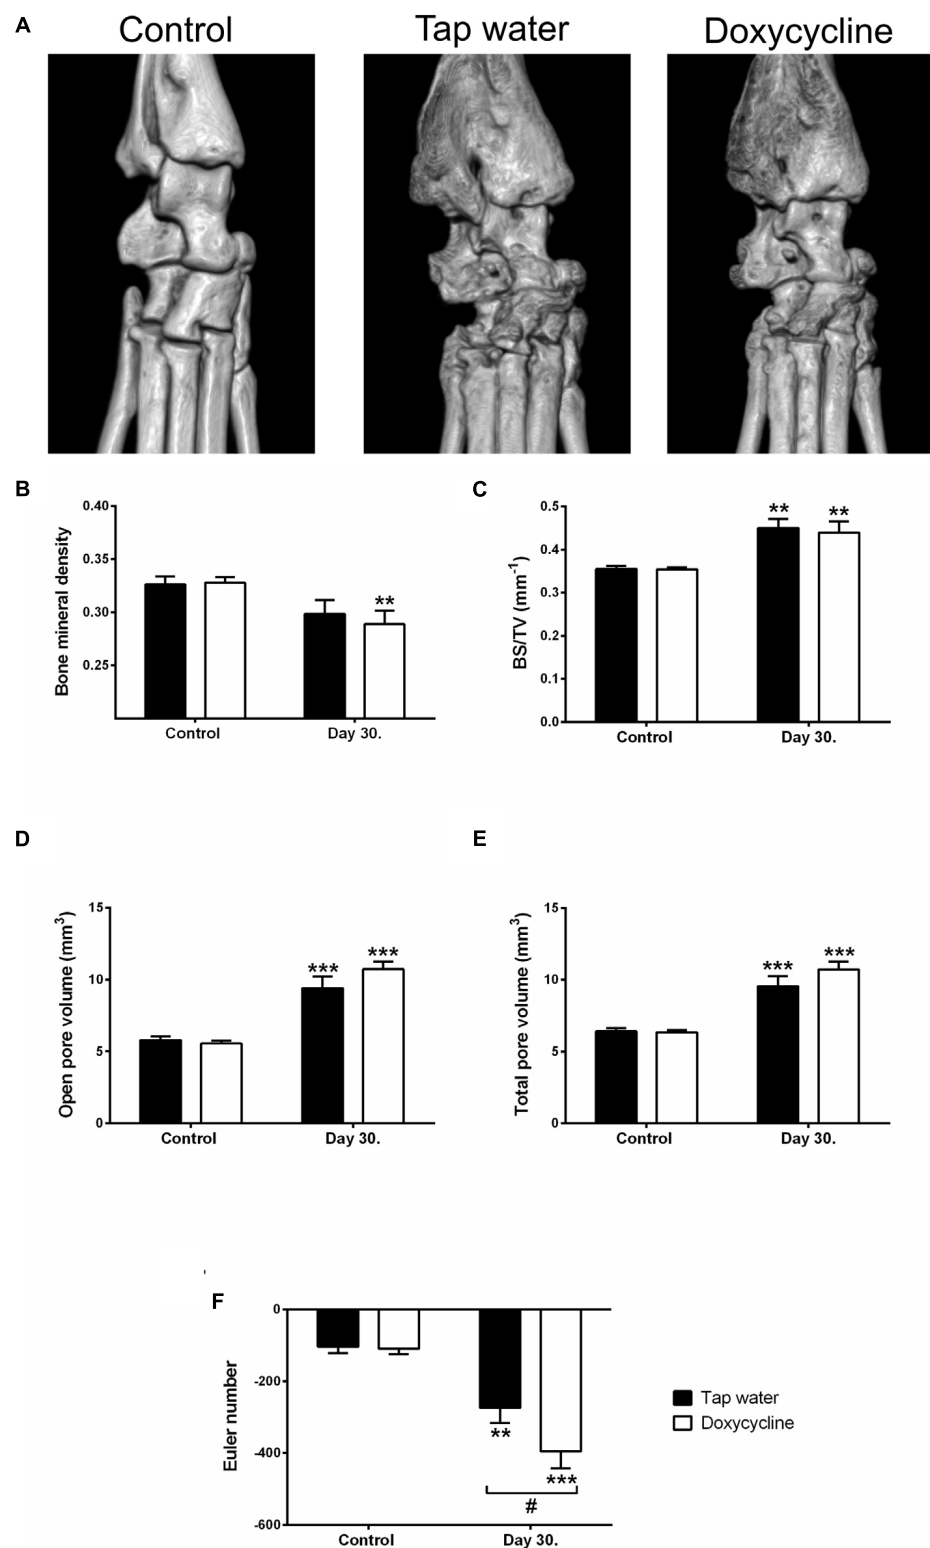 A
Control
Tap water
Doxycycline
B
Bone mineral density
0.40
0.35
0.30
0.25
**
Control
Day 30.
C
BS/TV (mm⁻¹)
0.5
0.4
0.3
0.2
0.1
0.0
**
**
Control
Day 30.
D
Open pore volume (mm³)
15
10
5
0
***
***
Control
Day 30.
E
Total pore volume (mm³)
15
10
5
0
***
***
Control
Day 30.
F
Euler number
0
-200
-400
-600
**
***
#
Control
Day 30.
Tap water
Doxycycline